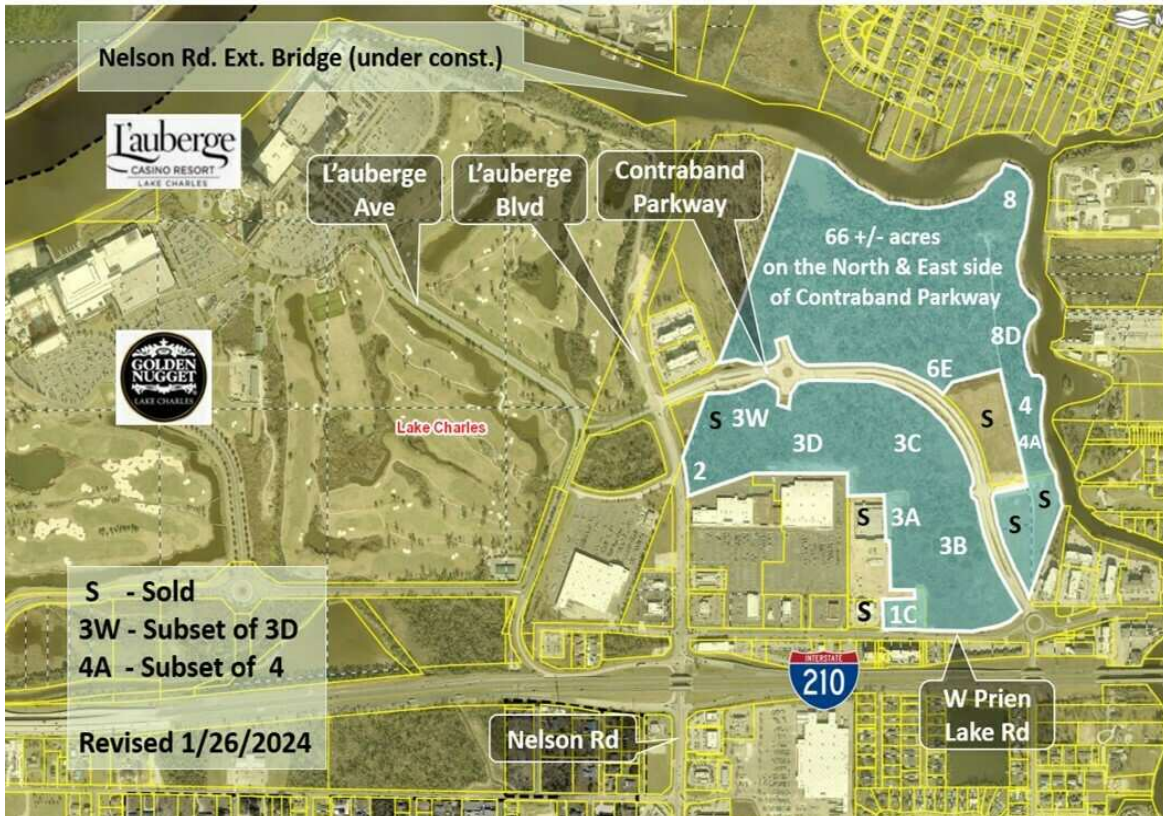 M
Nelson Rd. Ext. Bridge (under const.)
L'auberge
CASINO RESORT
LAKE CHARLES
L'auberge
Ave
L'auberge
Blvd
Contraband
Parkway
8
66 +/- acres
on the North & East side
of Contraband Parkway
8D
GOLDEN
NUGGET
LAKE CHARLES
6E
Lake Charles
S
3W
S
4
3D
3C
4A
2
S
S
3A
S
3B
S
1C
S - Sold
3W - Subset of 3D
4A - Subset of 4
Revised 1/26/2024
INTERSTATE
210
W Prien
Lake Rd
Nelson Rd